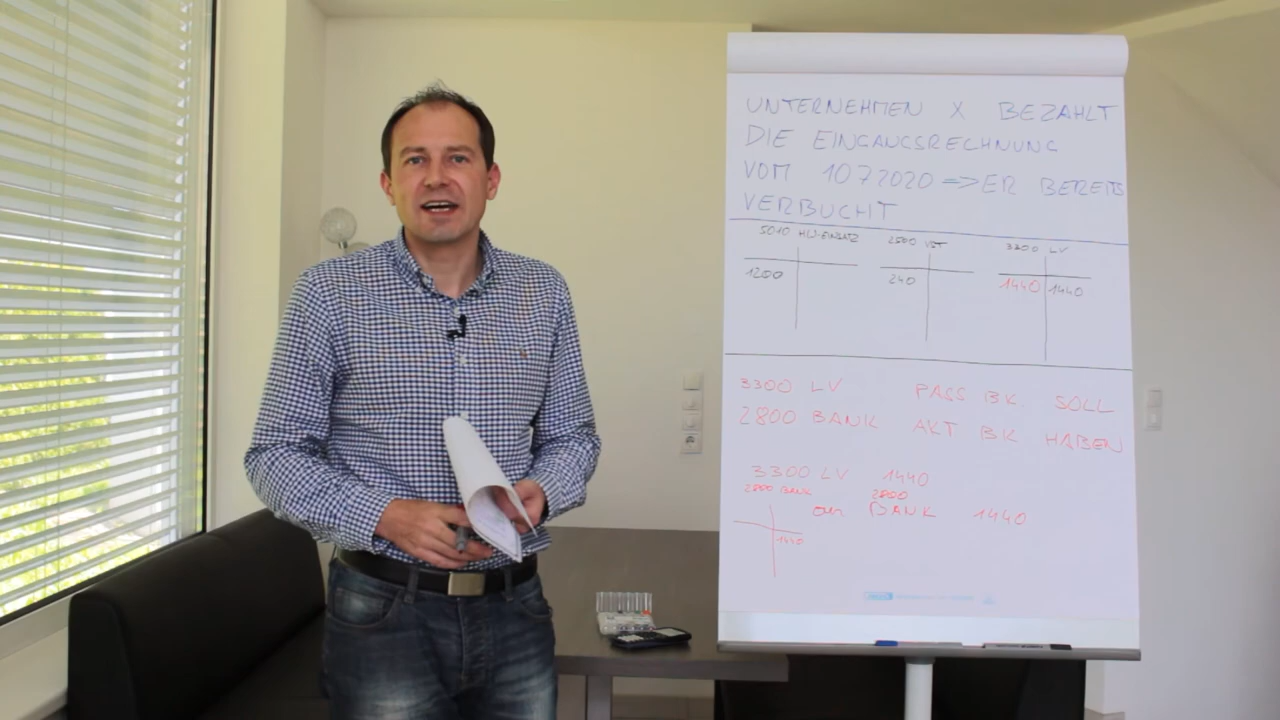 UNTERNEHMEN X BEZAHLT
DIE EINGANGSRECHNUNG
VOM 10 7 2020 => ER BEREITS
VERBUCHT
5010 HW-EINSATZ 2500 VST 3300 LV
1200 240 1440 1440
3300 LV PASS BK SOLL
2800 BANK AKT BK HABEN
3300 LV 1440
2800 BANK 2800
an BANK 1440
1440